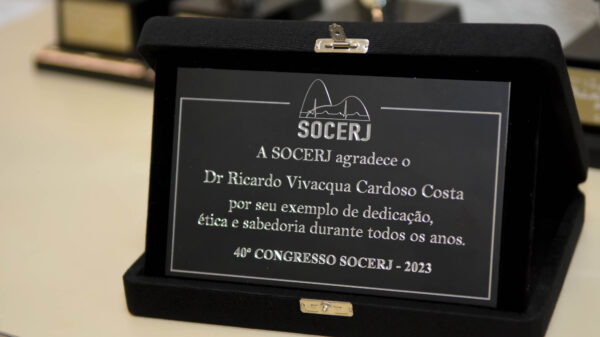 SOCERJ
A SOCERJ agradece o
Dr Ricardo Vivacqua Cardoso Costa
por seu exemplo de dedicação,
ética e sabedoria durante todos os anos.
40º CONGRESSO SOCERJ - 2023